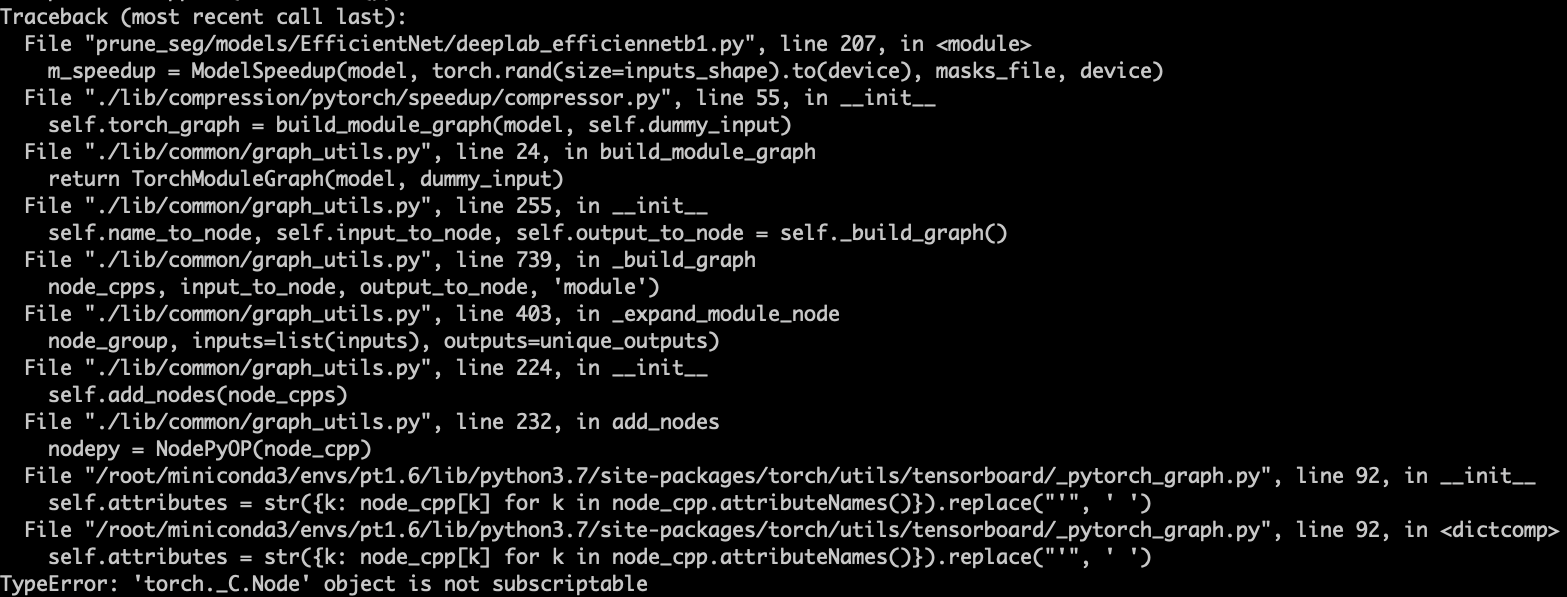 Traceback (most recent call last):
  File "prune_seg/models/EfficientNet/deeplab_efficiennetb1.py", line 207, in <module>
    m_speedup = ModelSpeedup(model, torch.rand(size=inputs_shape).to(device), masks_file, device)
  File "./lib/compression/pytorch/speedup/compressor.py", line 55, in __init__
    self.torch_graph = build_module_graph(model, self.dummy_input)
  File "./lib/common/graph_utils.py", line 24, in build_module_graph
    return TorchModuleGraph(model, dummy_input)
  File "./lib/common/graph_utils.py", line 255, in __init__
    self.name_to_node, self.input_to_node, self.output_to_node = self._build_graph()
  File "./lib/common/graph_utils.py", line 739, in _build_graph
    node_cpps, input_to_node, output_to_node, 'module')
  File "./lib/common/graph_utils.py", line 403, in _expand_module_node
    node_group, inputs=list(inputs), outputs=unique_outputs)
  File "./lib/common/graph_utils.py", line 224, in __init__
    self.add_nodes(node_cpps)
  File "./lib/common/graph_utils.py", line 232, in add_nodes
    nodepy = NodePyOP(node_cpp)
  File "/root/miniconda3/envs/pt1.6/lib/python3.7/site-packages/torch/utils/tensorboard/_pytorch_graph.py", line 92, in __init__
    self.attributes = str({k: node_cpp[k] for k in node_cpp.attributeNames()}).replace("'", ' ')
  File "/root/miniconda3/envs/pt1.6/lib/python3.7/site-packages/torch/utils/tensorboard/_pytorch_graph.py", line 92, in <dictcomp>
    self.attributes = str({k: node_cpp[k] for k in node_cpp.attributeNames()}).replace("'", ' ')
TypeError: 'torch._C.Node' object is not subscriptable